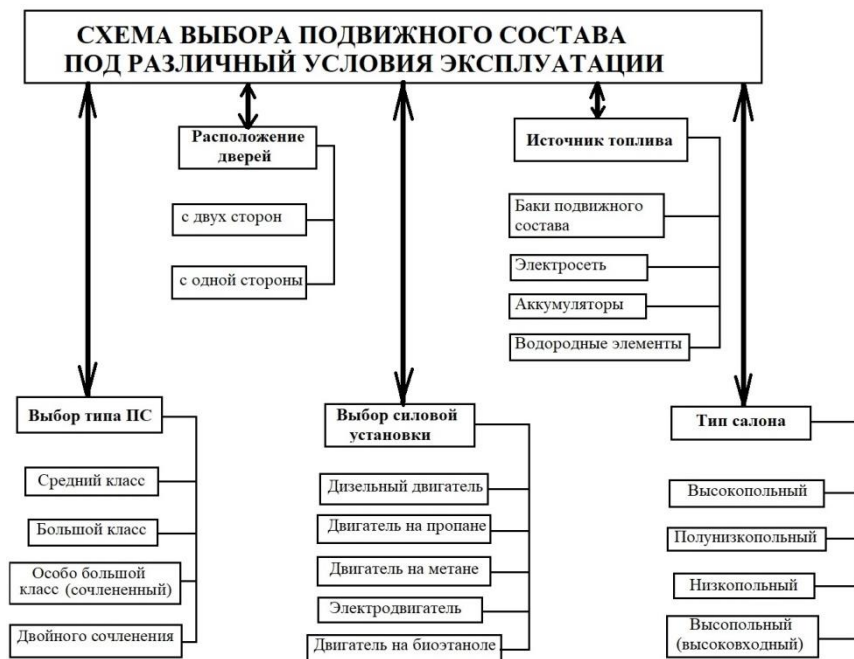 СХЕМА ВЫБОРА ПОДВИЖНОГО СОСТАВА
ПОД РАЗЛИЧНЫЙ УСЛОВИЯ ЭКСПЛУАТАЦИИ
Расположение
дверей
с двух сторон
с одной стороны
Источник топлива
Баки подвижного
состава
Электросеть
Аккумуляторы
Водородные элементы
Выбор типа ПС
Средний класс
Большой класс
Особо большой
класс (сочлененный)
Двойного сочленения
Выбор силовой
установки
Дизельный двигатель
Двигатель на пропане
Двигатель на метане
Электродвигатель
Двигатель на биоэтаноле
Тип салона
Высокопольный
Полунизкопольный
Низкопольный
Высопольный
(высоковходный)